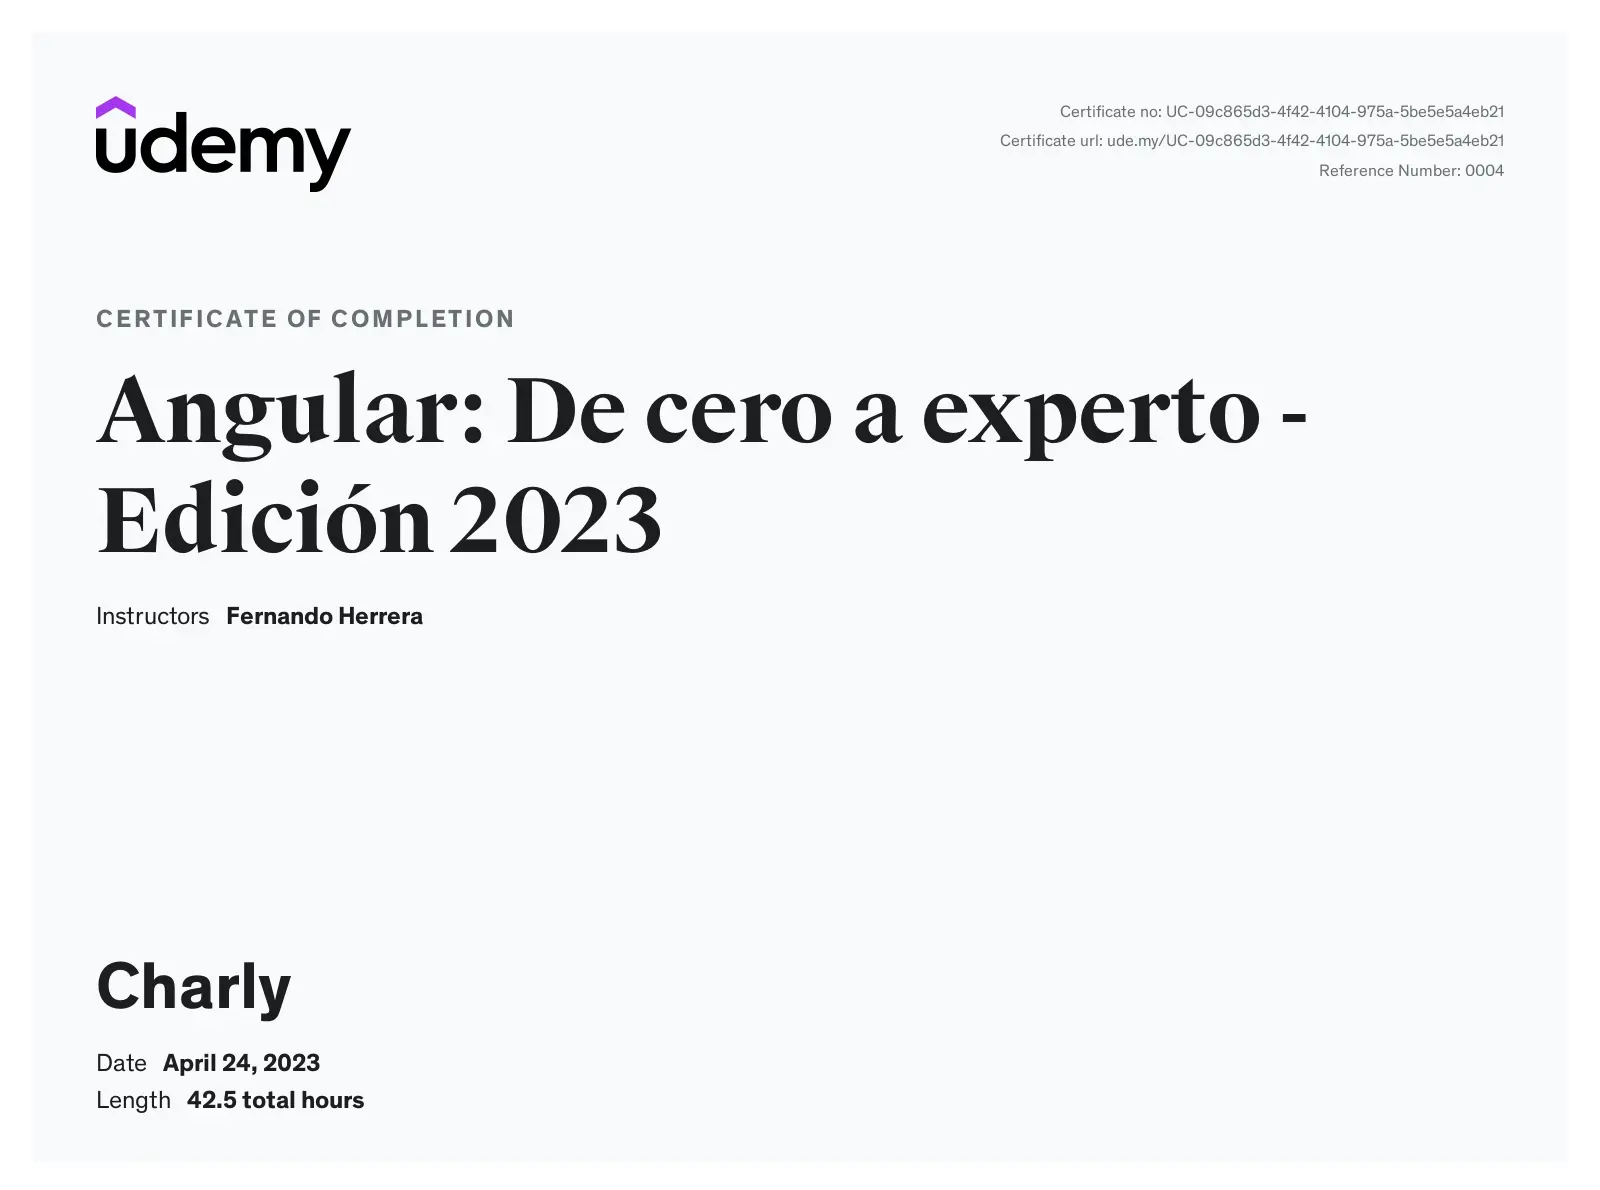 udemy
Certificate no: UC-09c865d3-4f42-4104-975a-5be5e5a4eb21
Certificate url: ude.my/UC-09c865d3-4f42-4104-975a-5be5e5a4eb21
Reference Number: 0004
CERTIFICATE OF COMPLETION
Angular: De cero a experto -
Edición 2023
Instructors Fernando Herrera
Charly
Date April 24, 2023
Length 42.5 total hours